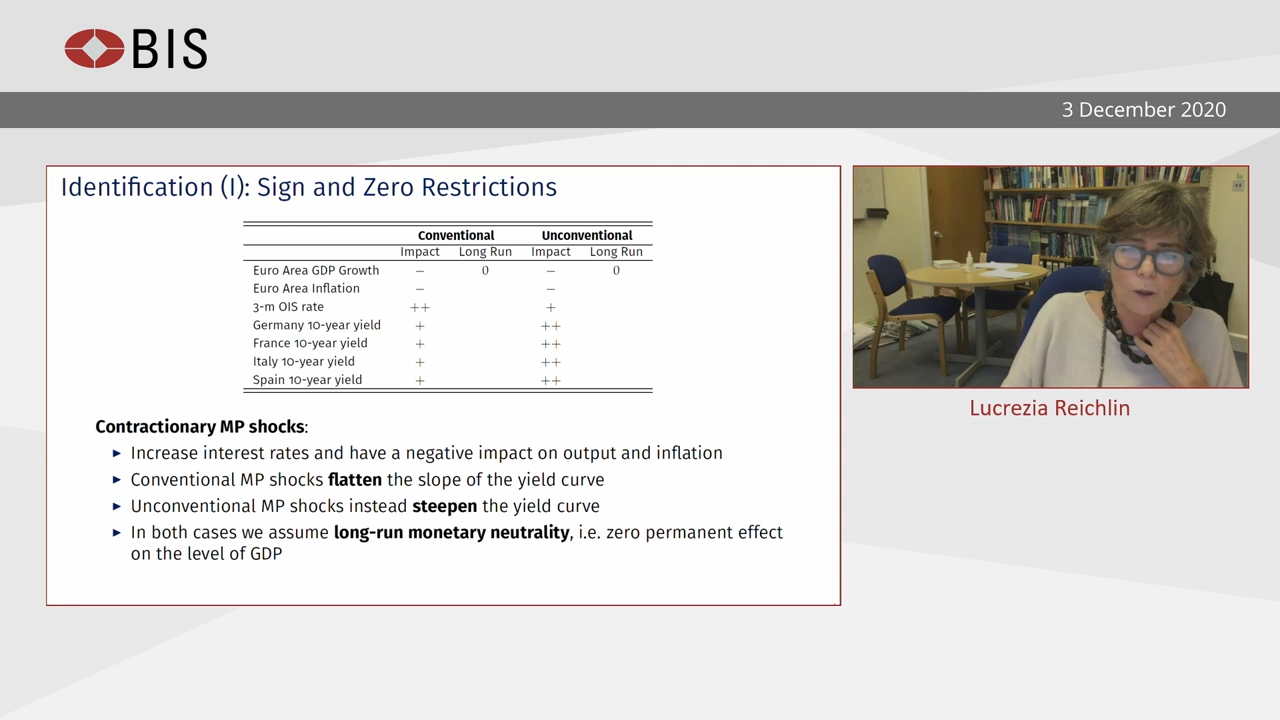 BIS
3 December 2020
Identification (I): Sign and Zero Restrictions
Conventional Unconventional
Impact Long Run Impact Long Run
Euro Area GDP Growth − 0 − 0
Euro Area Inflation − −
3-m OIS rate ++ +
Germany 10-year yield + ++
France 10-year yield + ++
Italy 10-year yield + ++
Spain 10-year yield + ++
Contractionary MP shocks:
► Increase interest rates and have a negative impact on output and inflation
► Conventional MP shocks flatten the slope of the yield curve
► Unconventional MP shocks instead steepen the yield curve
► In both cases we assume long-run monetary neutrality, i.e. zero permanent effect
on the level of GDP
Lucrezia Reichlin